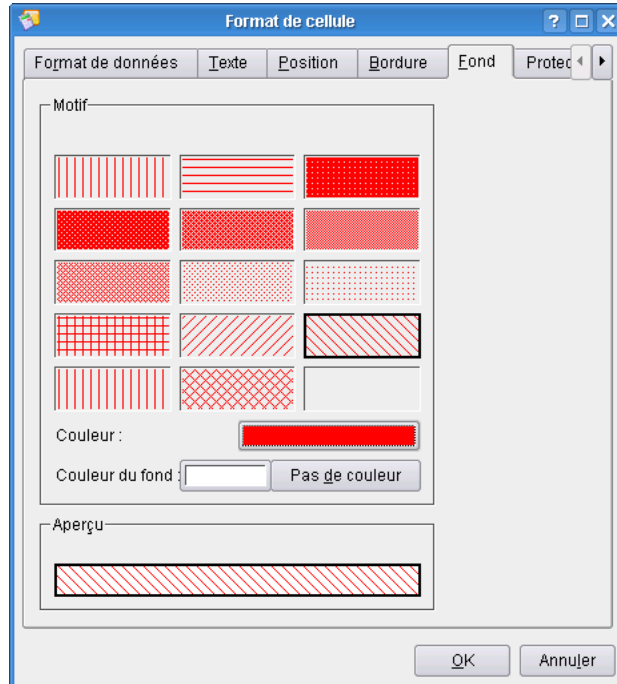 Format de cellule
Format de données Texte Position Bordure Fond Protec
Motif
Couleur :
Couleur du fond : Pas de couleur
Aperçu
OK Annuler